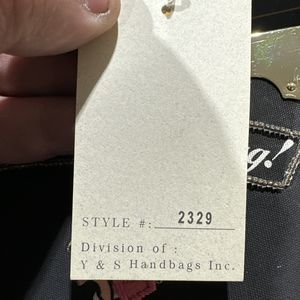 STYLE #: 2329
Division of :
Y & S Handbags Inc.